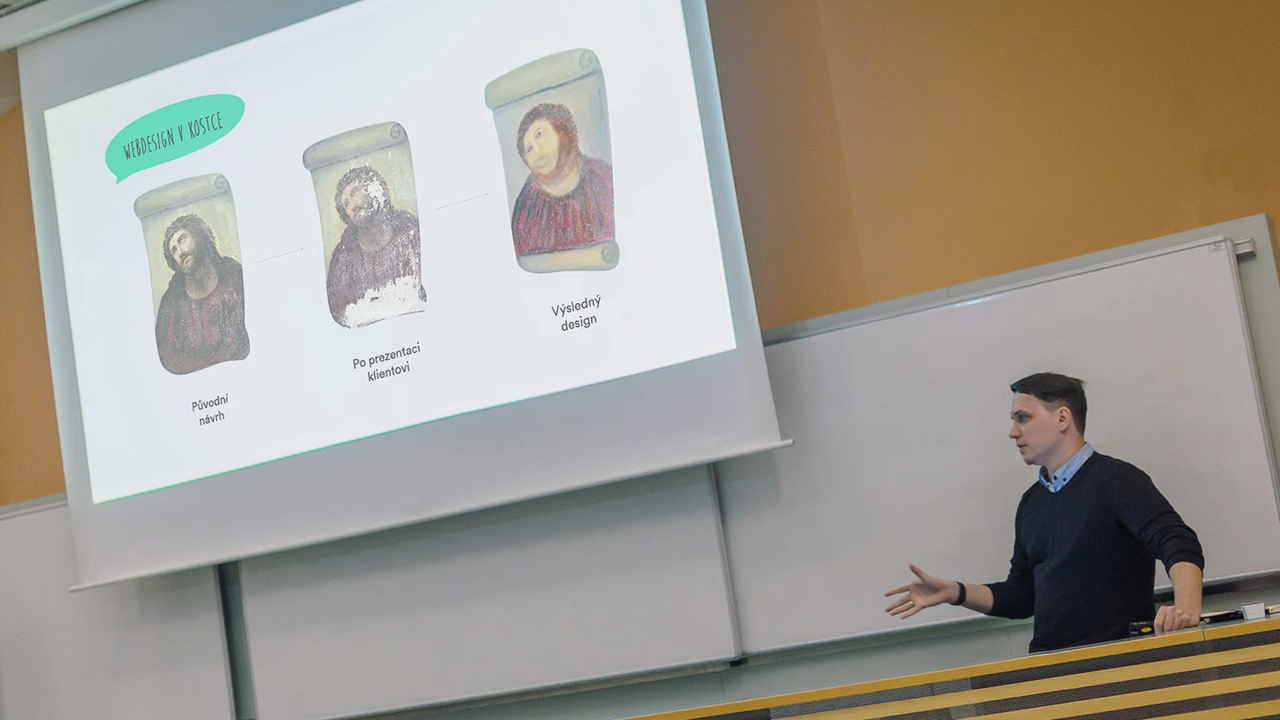 WEBDESIGN V KOSTCE
Původní
návrh
Po prezentaci
klientovi
Výsledný
design